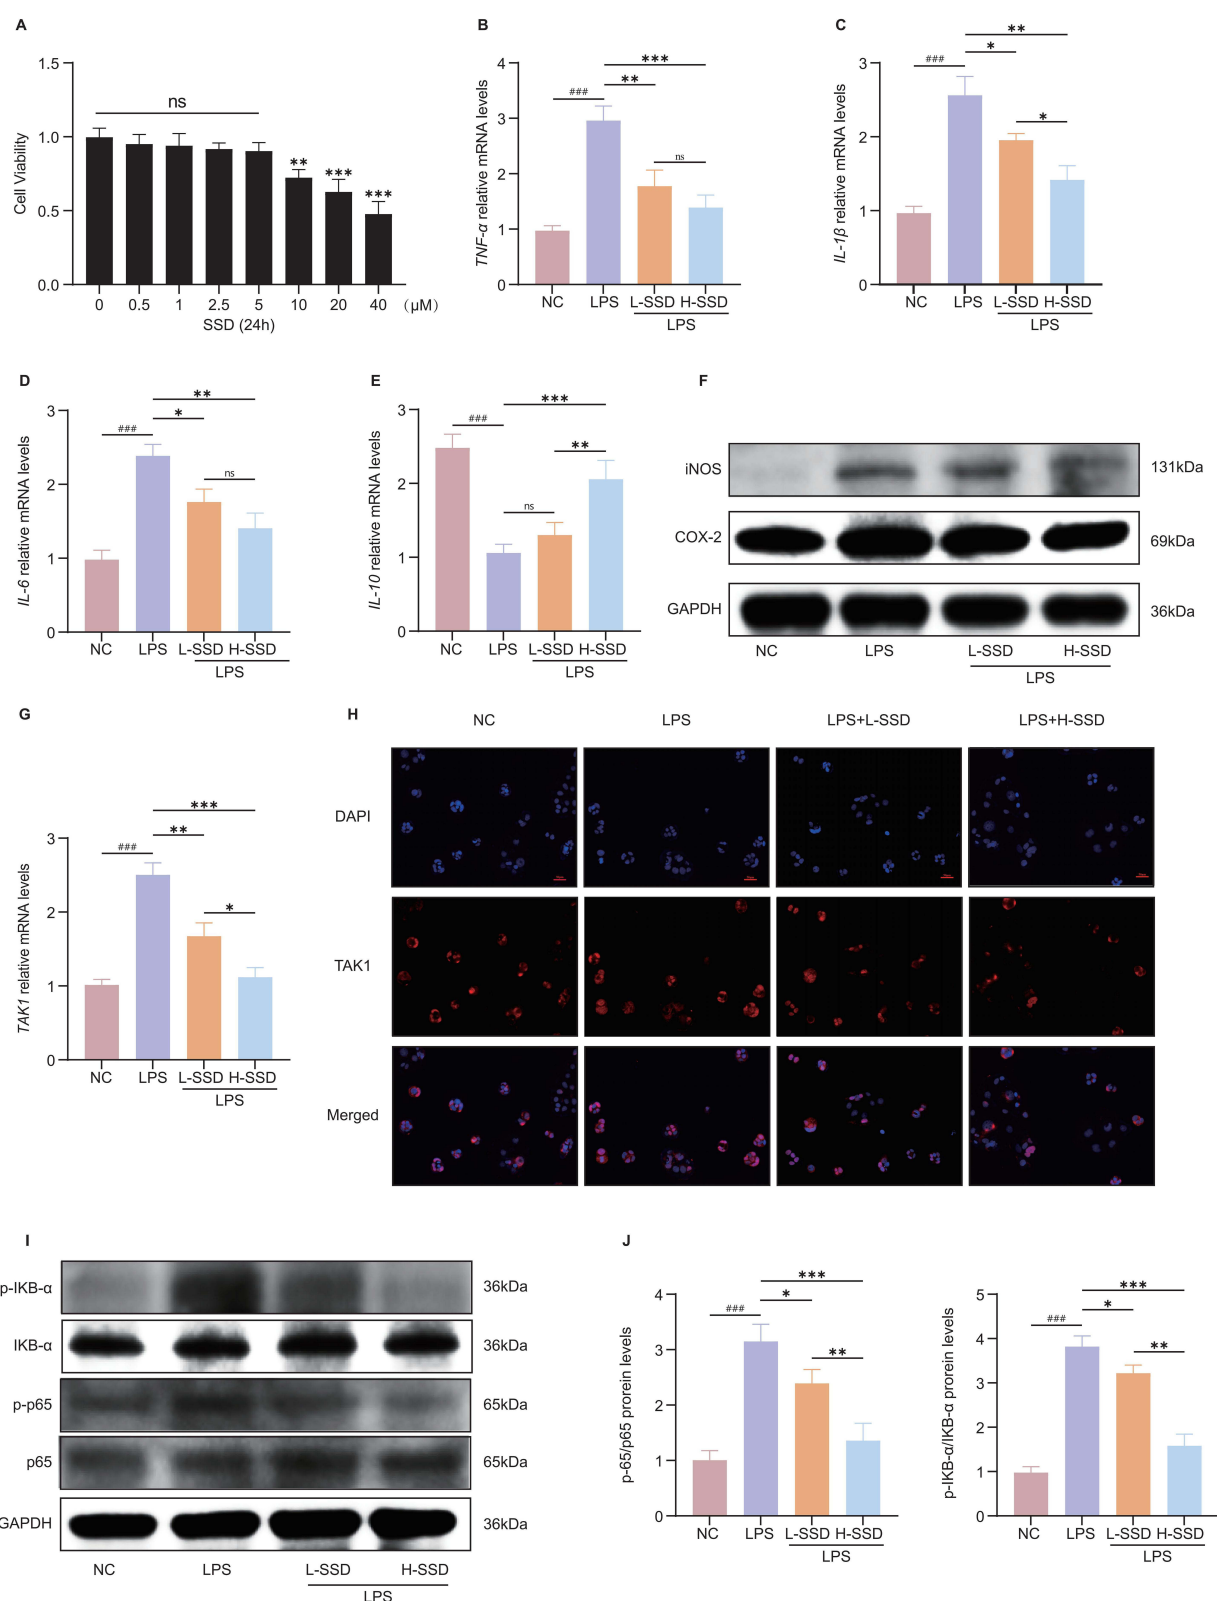 A
Cell Viability
1.5
1.0
0.5
0.0
ns
**
***
***
0 0.5 1 2.5 5 10 20 40 (μM)
SSD (24h)
B
TNF-α relative mRNA levels
4
3
2
1
0
***
**
###
ns
NC LPS L-SSD H-SSD
LPS
C
IL-1β relative mRNA levels
3
2
1
0
**
*
###
*
NC LPS L-SSD H-SSD
LPS
D
IL-6 relative mRNA levels
3
2
1
0
**
*
###
ns
NC LPS L-SSD H-SSD
LPS
E
IL-10 relative mRNA levels
3
2
1
0
***
###
**
ns
NC LPS L-SSD H-SSD
LPS
F
iNOS 131kDa
COX-2 69kDa
GAPDH 36kDa
NC LPS L-SSD H-SSD
LPS
G
TAK1 relative mRNA levels
3
2
1
0
***
**
###
*
NC LPS L-SSD H-SSD
LPS
H
NC LPS LPS+L-SSD LPS+H-SSD
DAPI
TAK1
Merged
I
p-IKB-α 36kDa
IKB-α 36kDa
p-p65 65kDa
p65 65kDa
GAPDH 36kDa
NC LPS L-SSD H-SSD
LPS
J
p-65/p65 prorein levels
4
3
2
1
0
***
*
###
**
NC LPS L-SSD H-SSD
LPS
p-IKB-α/IKB-α prorein levels
5
4
3
2
1
0
***
*
###
**
NC LPS L-SSD H-SSD
LPS